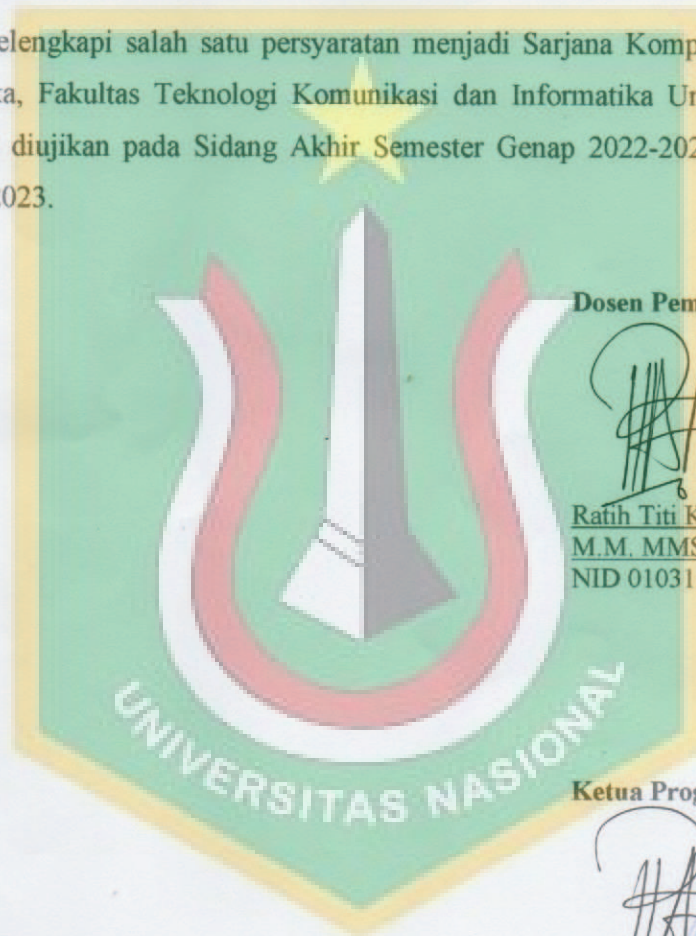 elengkapi salah satu persyaratan menjadi Sarjana Komp
a, Fakultas Teknologi Komunikasi dan Informatika Un
diujikan pada Sidang Akhir Semester Genap 2022-202
2023.
Dosen Pem
Ratih Titi K
M.M. MMS
NID 01031
UNIVERSITAS NASIONAL
Ketua Prog